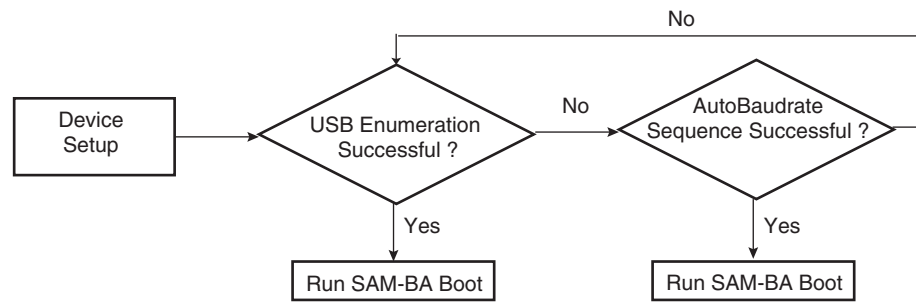 No
Device
Setup
USB Enumeration
Successful ?
No
AutoBaudrate
Sequence Successful ?
Yes
Yes
Run SAM-BA Boot
Run SAM-BA Boot